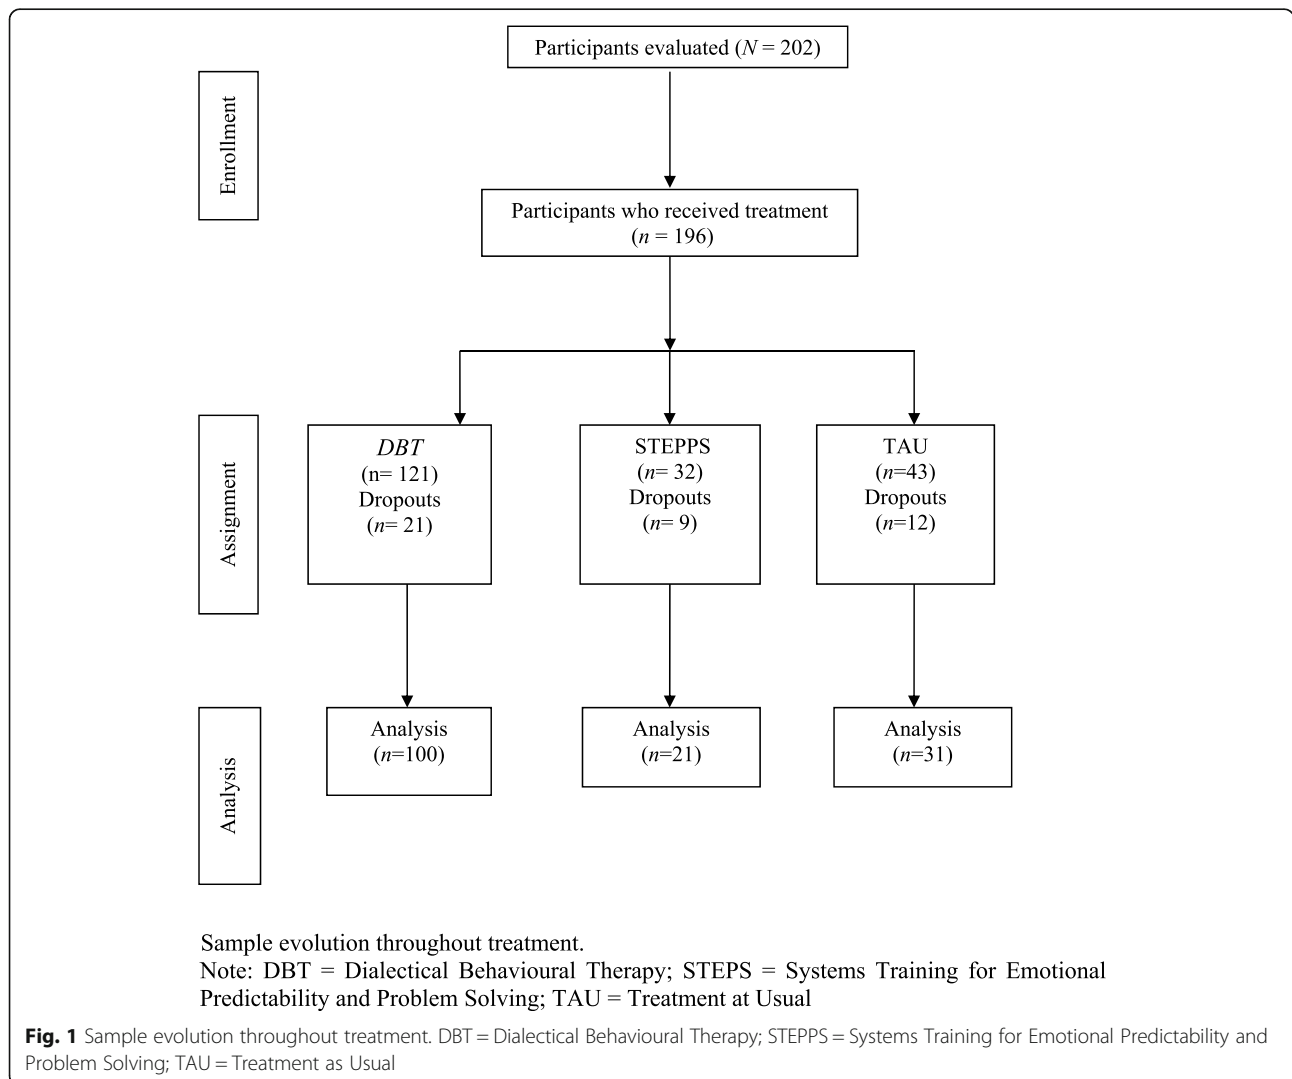 Participants evaluated (N = 202)
Enrollment
Participants who received treatment
(n = 196)
Assignment
DBT
(n= 121)
Dropouts
(n= 21)
STEPPS
(n= 32)
Dropouts
(n= 9)
TAU
(n=43)
Dropouts
(n=12)
Analysis
Analysis
(n=100)
Analysis
(n=21)
Analysis
(n=31)
Sample evolution throughout treatment.
Note: DBT = Dialectical Behavioural Therapy; STEPS = Systems Training for Emotional
Predictability and Problem Solving; TAU = Treatment at Usual
Fig. 1 Sample evolution throughout treatment. DBT = Dialectical Behavioural Therapy; STEPPS = Systems Training for Emotional Predictability and
Problem Solving; TAU = Treatment as Usual